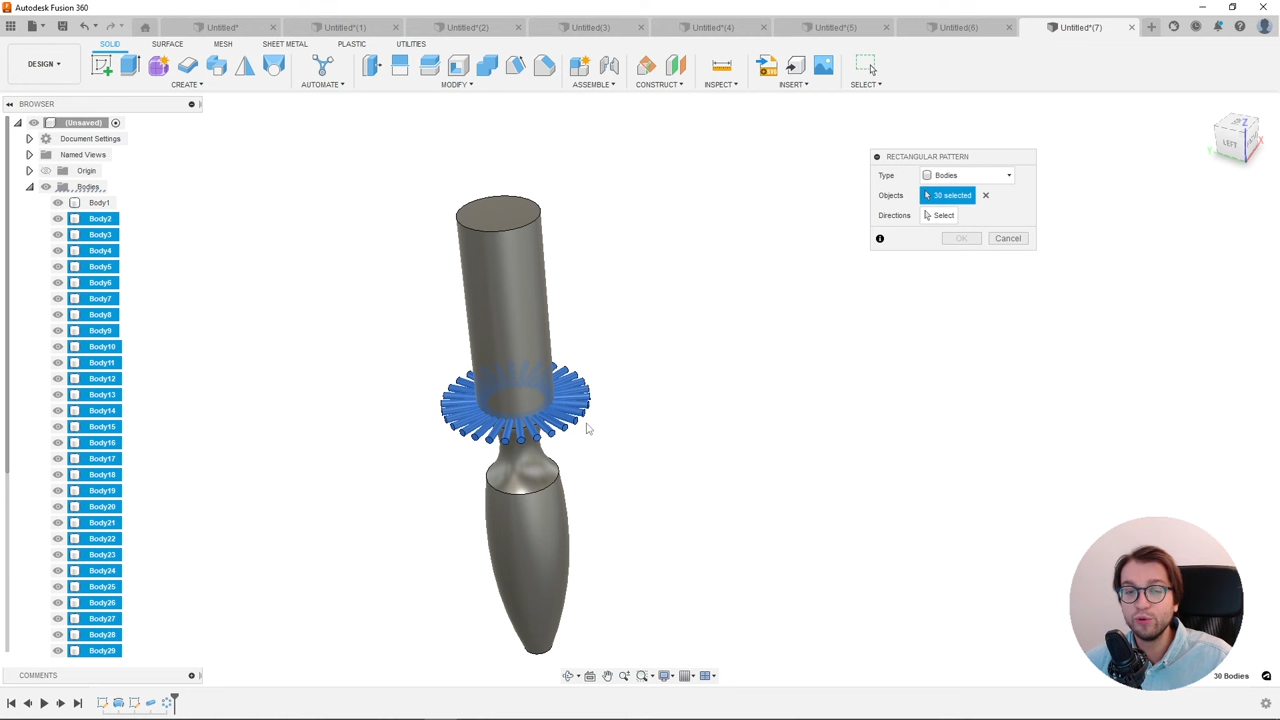 Autodesk Fusion 360
Untitled*
Untitled*(1)
Untitled*(2)
Untitled(3)
Untitled*(4)
Untitled*(5)
Untitled(6)
Untitled*(7)
DESIGN
SOLID
SURFACE
MESH
SHEET METAL
PLASTIC
UTILITIES
CREATE
AUTOMATE
MODIFY
ASSEMBLE
CONSTRUCT
INSPECT
INSERT
SELECT
BROWSER
(Unsaved)
Document Settings
Named Views
Origin
Bodies
Body1
Body2
Body3
Body4
Body5
Body6
Body7
Body8
Body9
Body10
Body11
Body12
Body13
Body14
Body15
Body16
Body17
Body18
Body19
Body20
Body21
Body22
Body23
Body24
Body25
Body26
Body27
Body28
Body29
RECTANGULAR PATTERN
Type
Bodies
Objects
30 selected
Directions
Select
OK
Cancel
LEFT
Z
X
Y
COMMENTS
30 Bodies